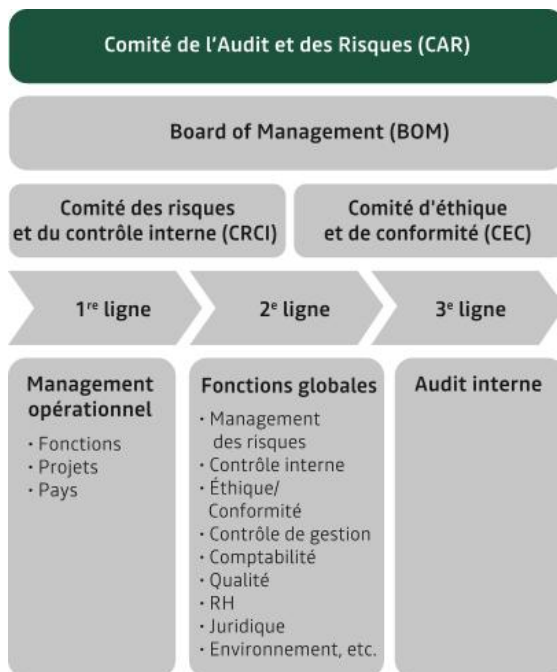 Comité de l'Audit et des Risques (CAR)
Board of Management (BOM)
Comité des risques
et du contrôle interne (CRCI)
Comité d'éthique
et de conformité (CEC)
1re ligne
2e ligne
3e ligne
Management
opérationnel
• Fonctions
• Projets
• Pays
Fonctions globales
• Management
des risques
• Contrôle interne
• Éthique/
Conformité
• Contrôle de gestion
• Comptabilité
• Qualité
• RH
• Juridique
• Environnement, etc.
Audit interne